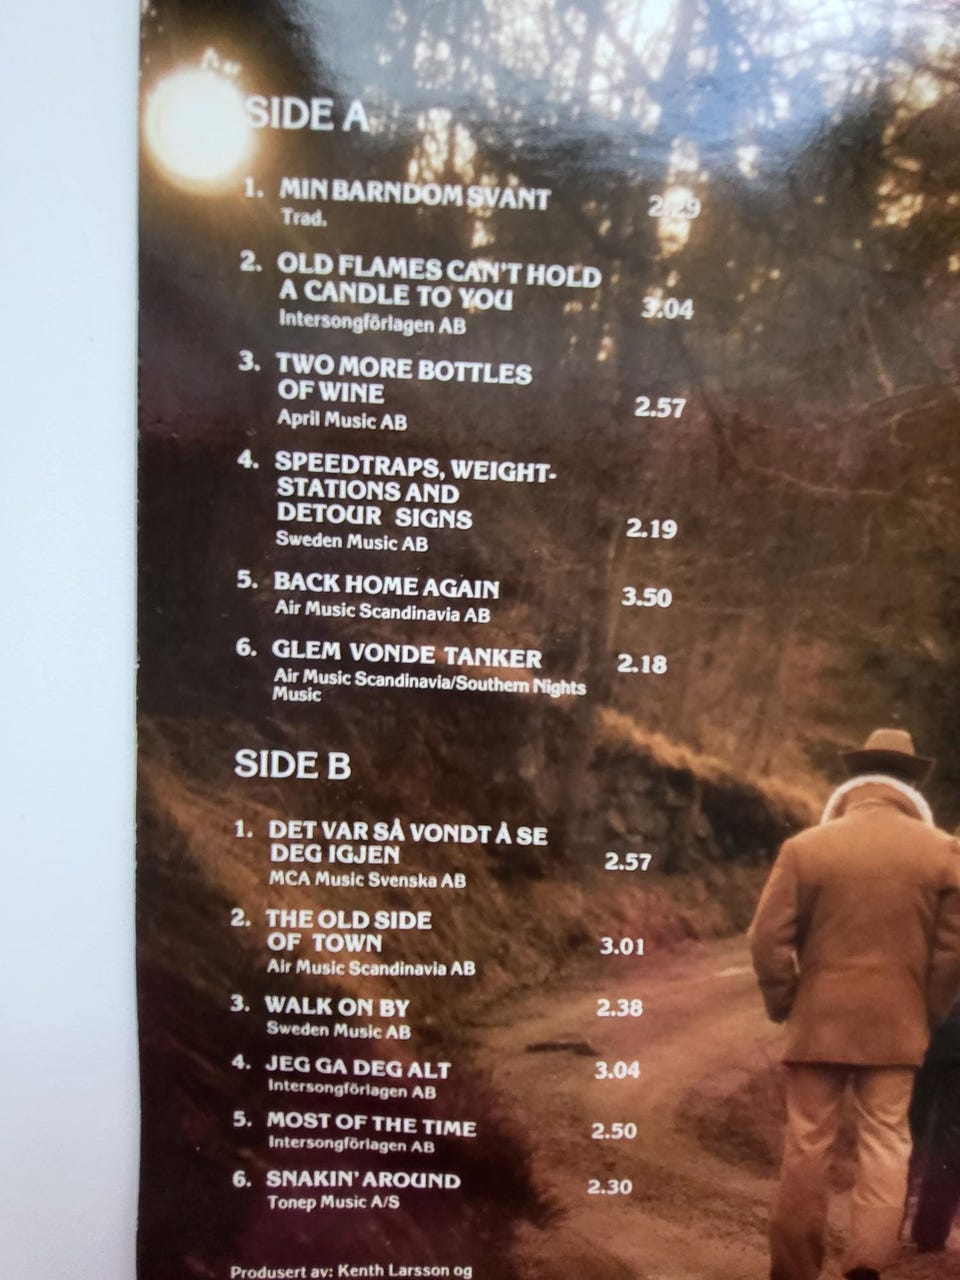 SIDE A
1. MIN BARNDOM SVANT 2.29
Trad.
2. OLD FLAMES CAN'T HOLD
A CANDLE TO YOU 3.04
Intersongförlagen AB
3. TWO MORE BOTTLES
OF WINE 2.57
April Music AB
4. SPEEDTRAPS, WEIGHT-
STATIONS AND
DETOUR SIGNS 2.19
Sweden Music AB
5. BACK HOME AGAIN 3.50
Air Music Scandinavia AB
6. GLEM VONDE TANKER 2.18
Air Music Scandinavia/Southern Nights
Music
SIDE B
1. DET VAR SÅ VONDT Å SE
DEG IGJEN 2.57
MCA Music Svenska AB
2. THE OLD SIDE
OF TOWN 3.01
Air Music Scandinavia AB
3. WALK ON BY 2.38
Sweden Music AB
4. JEG GA DEG ALT 3.04
Intersongförlagen AB
5. MOST OF THE TIME 2.50
Intersongförlagen AB
6. SNAKIN' AROUND 2.30
Tonep Music A/S
Produsert av: Kenth Larsson og